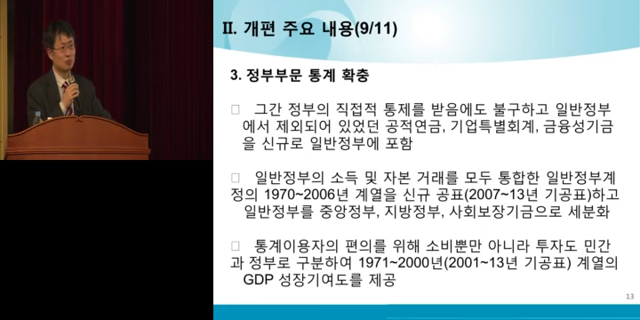 Ⅱ. 개편 주요 내용(9/11)
3. 정부부문 통계 확충
□ 그간 정부의 직접적 통제를 받음에도 불구하고 일반정부
에서 제외되어 있었던 공적연금, 기업특별회계, 금융성기금
을 신규로 일반정부에 포함
□ 일반정부의 소득 및 자본 거래를 모두 통합한 일반정부계
정의 1970~2006년 계열을 신규 공표(2007~13년 기공표)하고
일반정부를 중앙정부, 지방정부, 사회보장기금으로 세분화
□ 통계이용자의 편의를 위해 소비뿐만 아니라 투자도 민간
과 정부로 구분하여 1971~2000년(2001~13년 기공표) 계열의
GDP 성장기여도를 제공
13